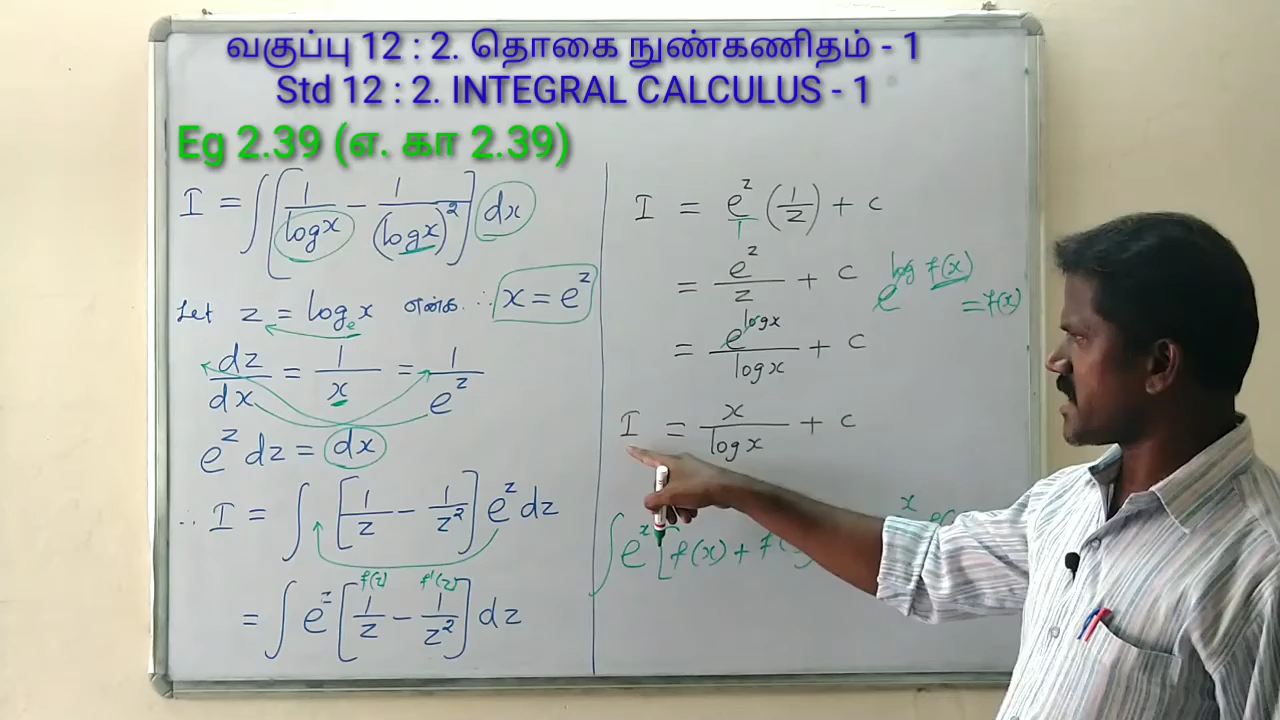 வகுப்பு 12 : 2. தொகை நுண்கணிதம் - 1
Std 12 : 2. INTEGRAL CALCULUS - 1
Eg 2.39 (எ. கா 2.39)
I = ∫ [ 1/logx − 1/(logx)² ] dx
Let z = logₑx என்க. ∴ x = e^z
dz/dx = 1/x = 1/e^z
e^z dz = dx
∴ I = ∫ [ 1/z − 1/z² ] e^z dz
f(z) f'(z)
= ∫ e^z [ 1/z − 1/z² ] dz
I = e^z (1/z) + c
= e^z/z + c
e^(log f(x)) = f(x)
= e^(logx)/logx + c
I = x/logx + c
∫ e^x [ f(x) + f'